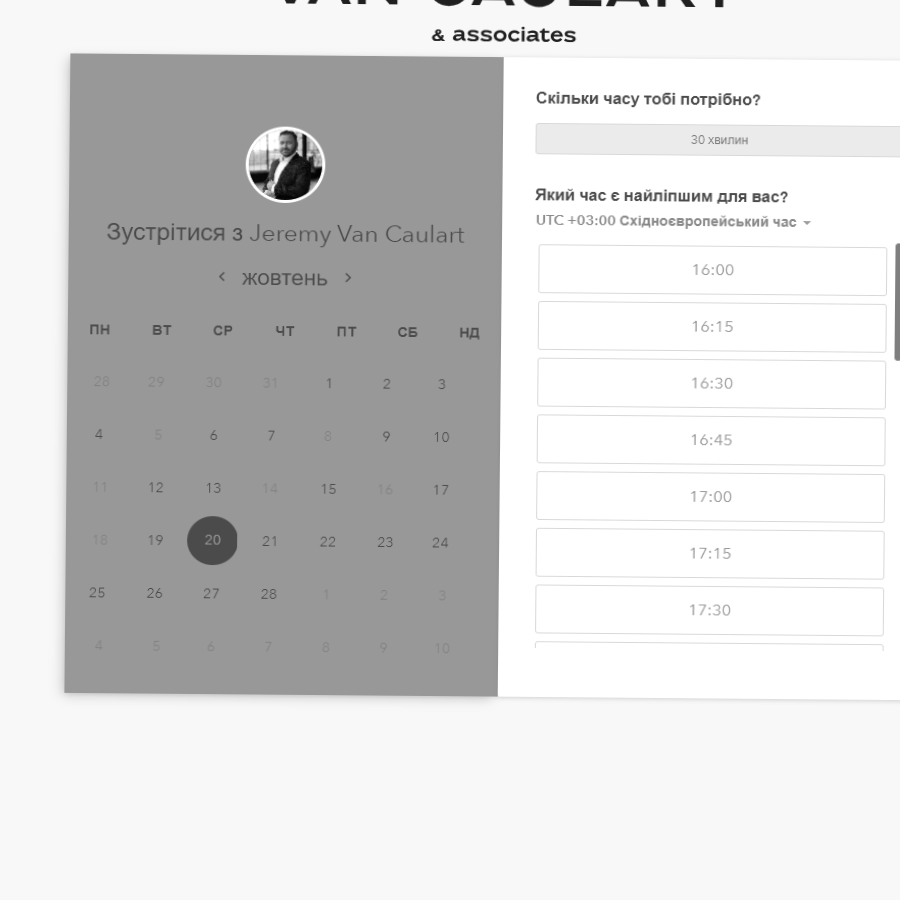 VAN CAULART
& associates
Зустрітися з Jeremy Van Caulart
жовтень
ПН ВТ СР ЧТ ПТ СБ НД
28 29 30 31 1 2 3
4 5 6 7 8 9 10
11 12 13 14 15 16 17
18 19 20 21 22 23 24
25 26 27 28 1 2 3
4 5 6 7 8 9 10
Скільки часу тобі потрібно?
30 хвилин
Який час є найліпшим для вас?
UTC +03:00 Східноєвропейський час
16:00
16:15
16:30
16:45
17:00
17:15
17:30